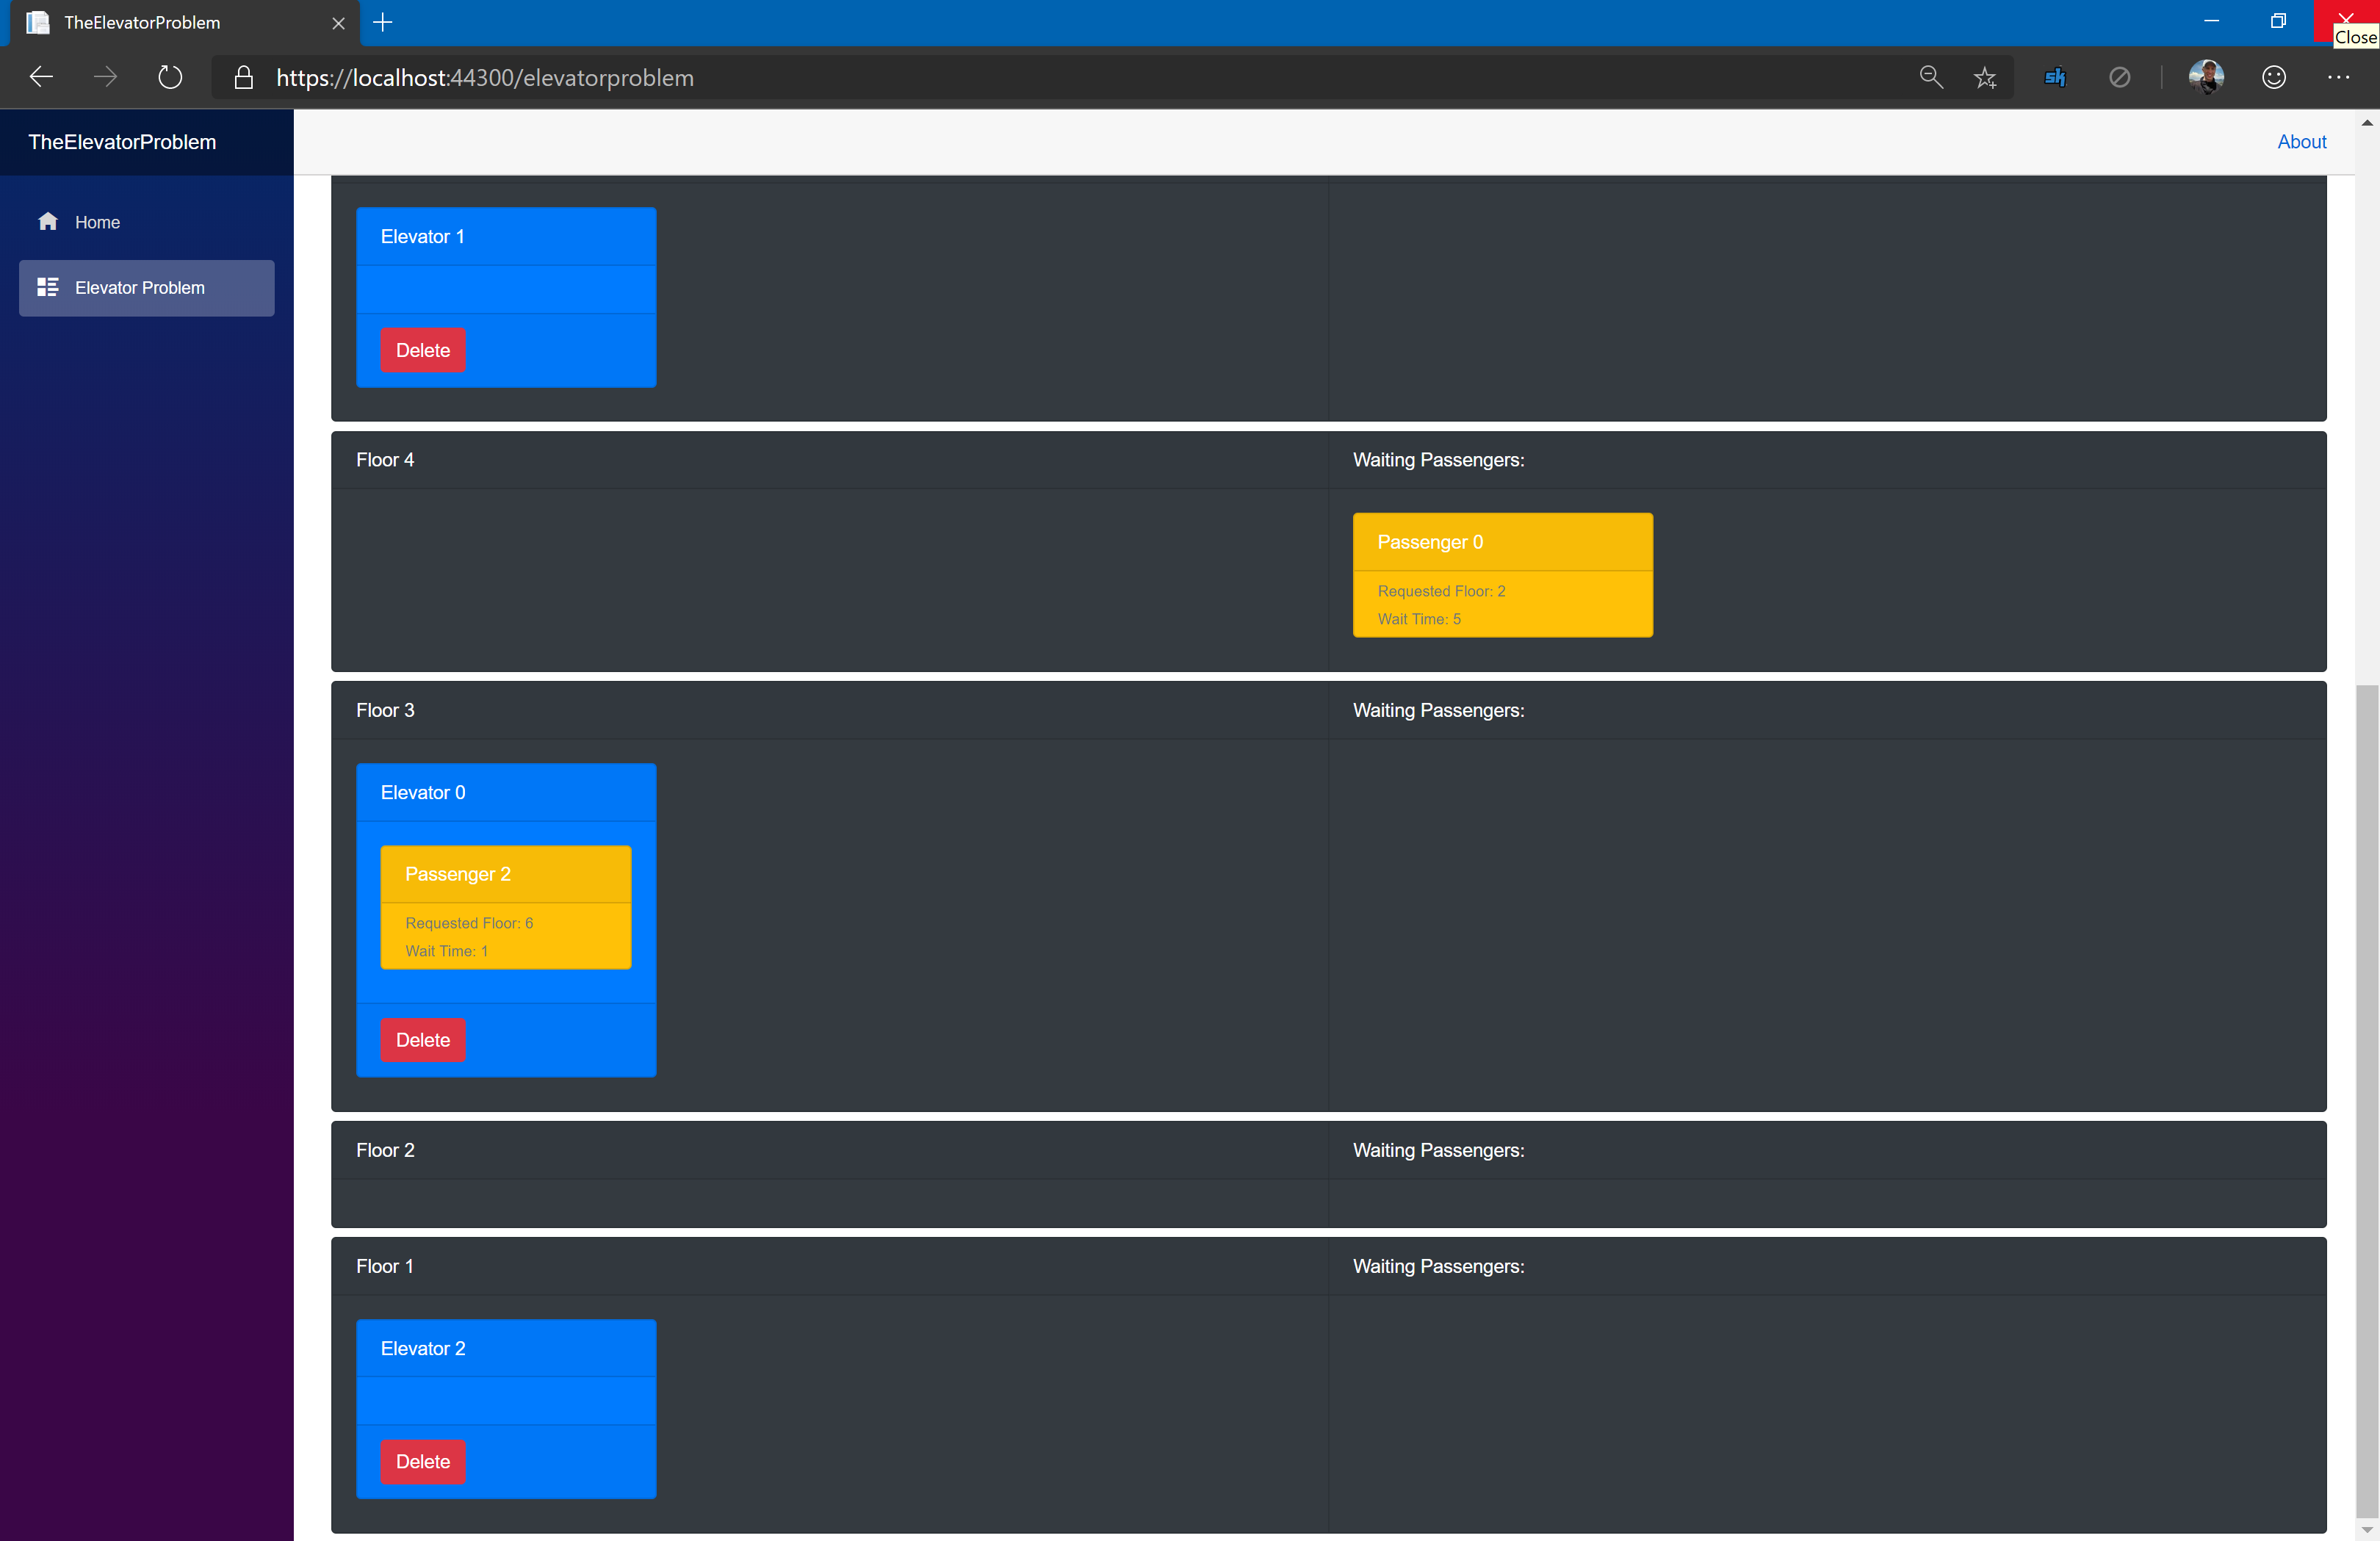 TheElevatorProblem
Close
https://localhost:44300/elevatorproblem
sk
TheElevatorProblem
About
Home
Elevator Problem
Elevator 1
Delete
Floor 4
Waiting Passengers:
Passenger 0
Requested Floor: 2
Wait Time: 5
Floor 3
Waiting Passengers:
Elevator 0
Passenger 2
Requested Floor: 6
Wait Time: 1
Delete
Floor 2
Waiting Passengers:
Floor 1
Waiting Passengers:
Elevator 2
Delete